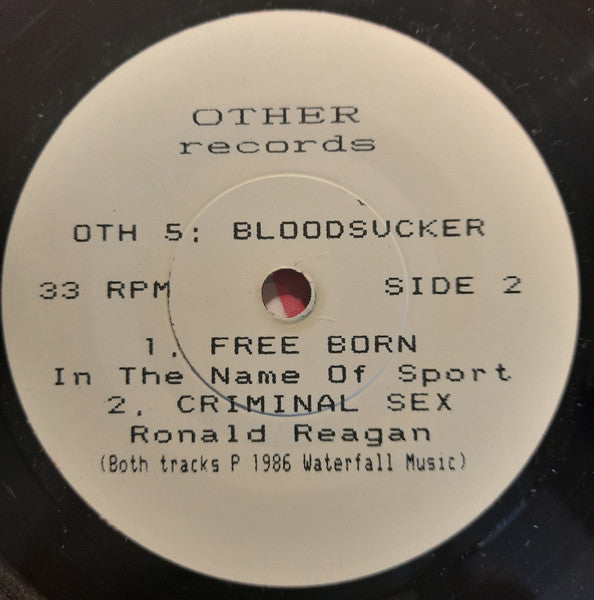 OTHER
records
OTH 5: BLOODSUCKER
33 RPM SIDE 2
1. FREE BORN
In The Name Of Sport
2. CRIMINAL SEX
Ronald Reagan
(Both tracks P 1986 Waterfall Music)